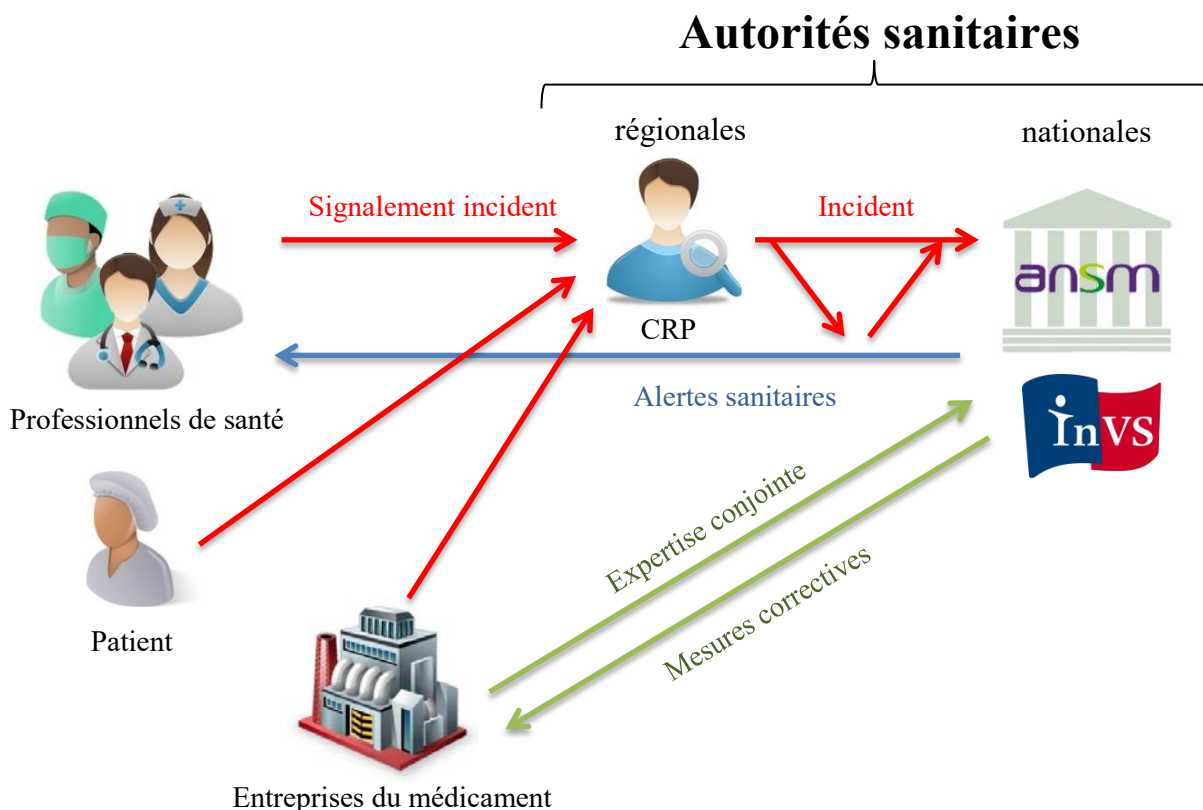 Autorités sanitaires
régionales
nationales
Signalement incident
Incident
ansm
CRP
Alertes sanitaires
Professionnels de santé
InVS
Expertise conjointe
Mesures correctives
Patient
Entreprises du médicament